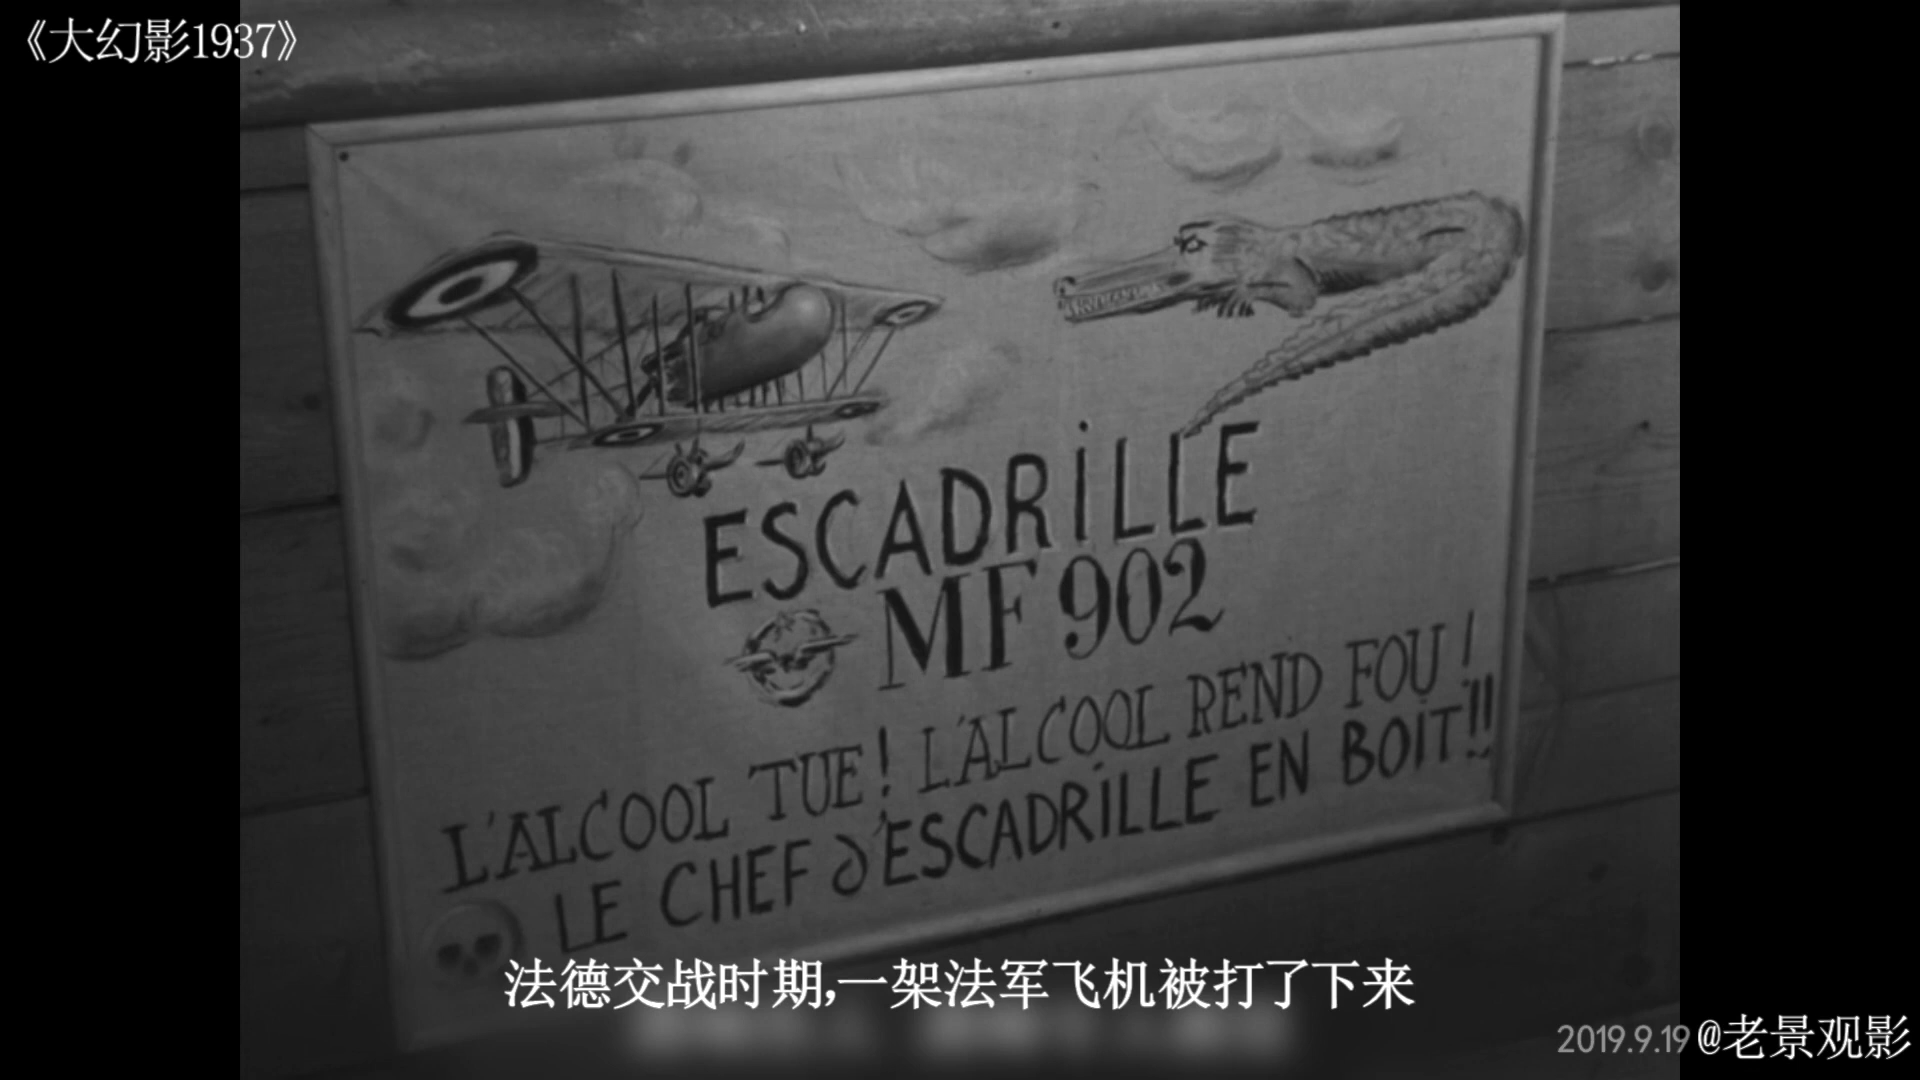 《大幻影1937》
ESCADRiLLE
MF 902
L'ALCOOL TUE! L'ALCOOL REND FOU!
LE CHEF d'ESCADRiLLE EN BOiT!!
法德交战时期,一架法军飞机被打了下来
2019.9.19 @老景观影